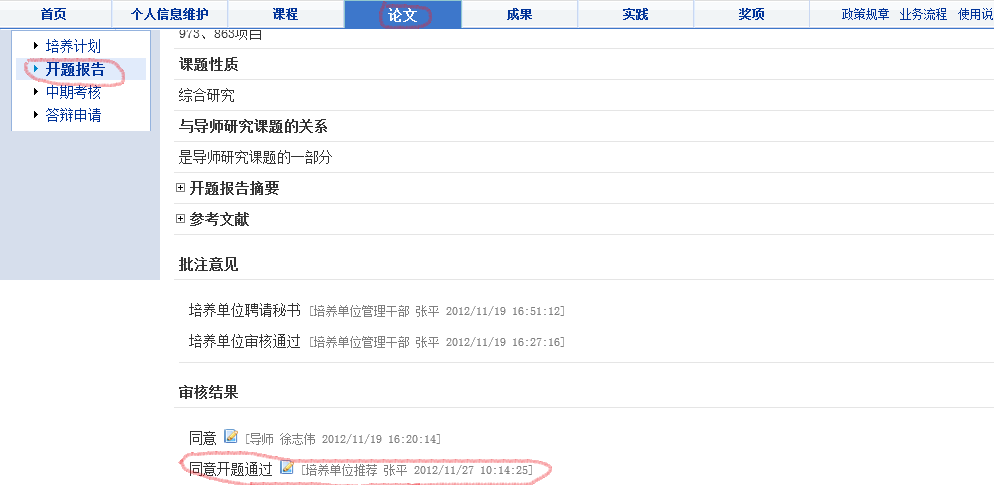 首页 个人信息维护 课程 论文 成果 实践 奖项 政策规章 业务流程 使用说
培养计划
开题报告
中期考核
答辩申请
973、863项目
课题性质
综合研究
与导师研究课题的关系
是导师研究课题的一部分
开题报告摘要
参考文献
批注意见
培养单位聘请秘书 [培养单位管理干部 张平 2012/11/19 16:51:12]
培养单位审核通过 [培养单位管理干部 张平 2012/11/19 16:27:16]
审核结果
同意 [导师 徐志伟 2012/11/19 16:20:14]
同意开题通过 [培养单位推荐 张平 2012/11/27 10:14:25]